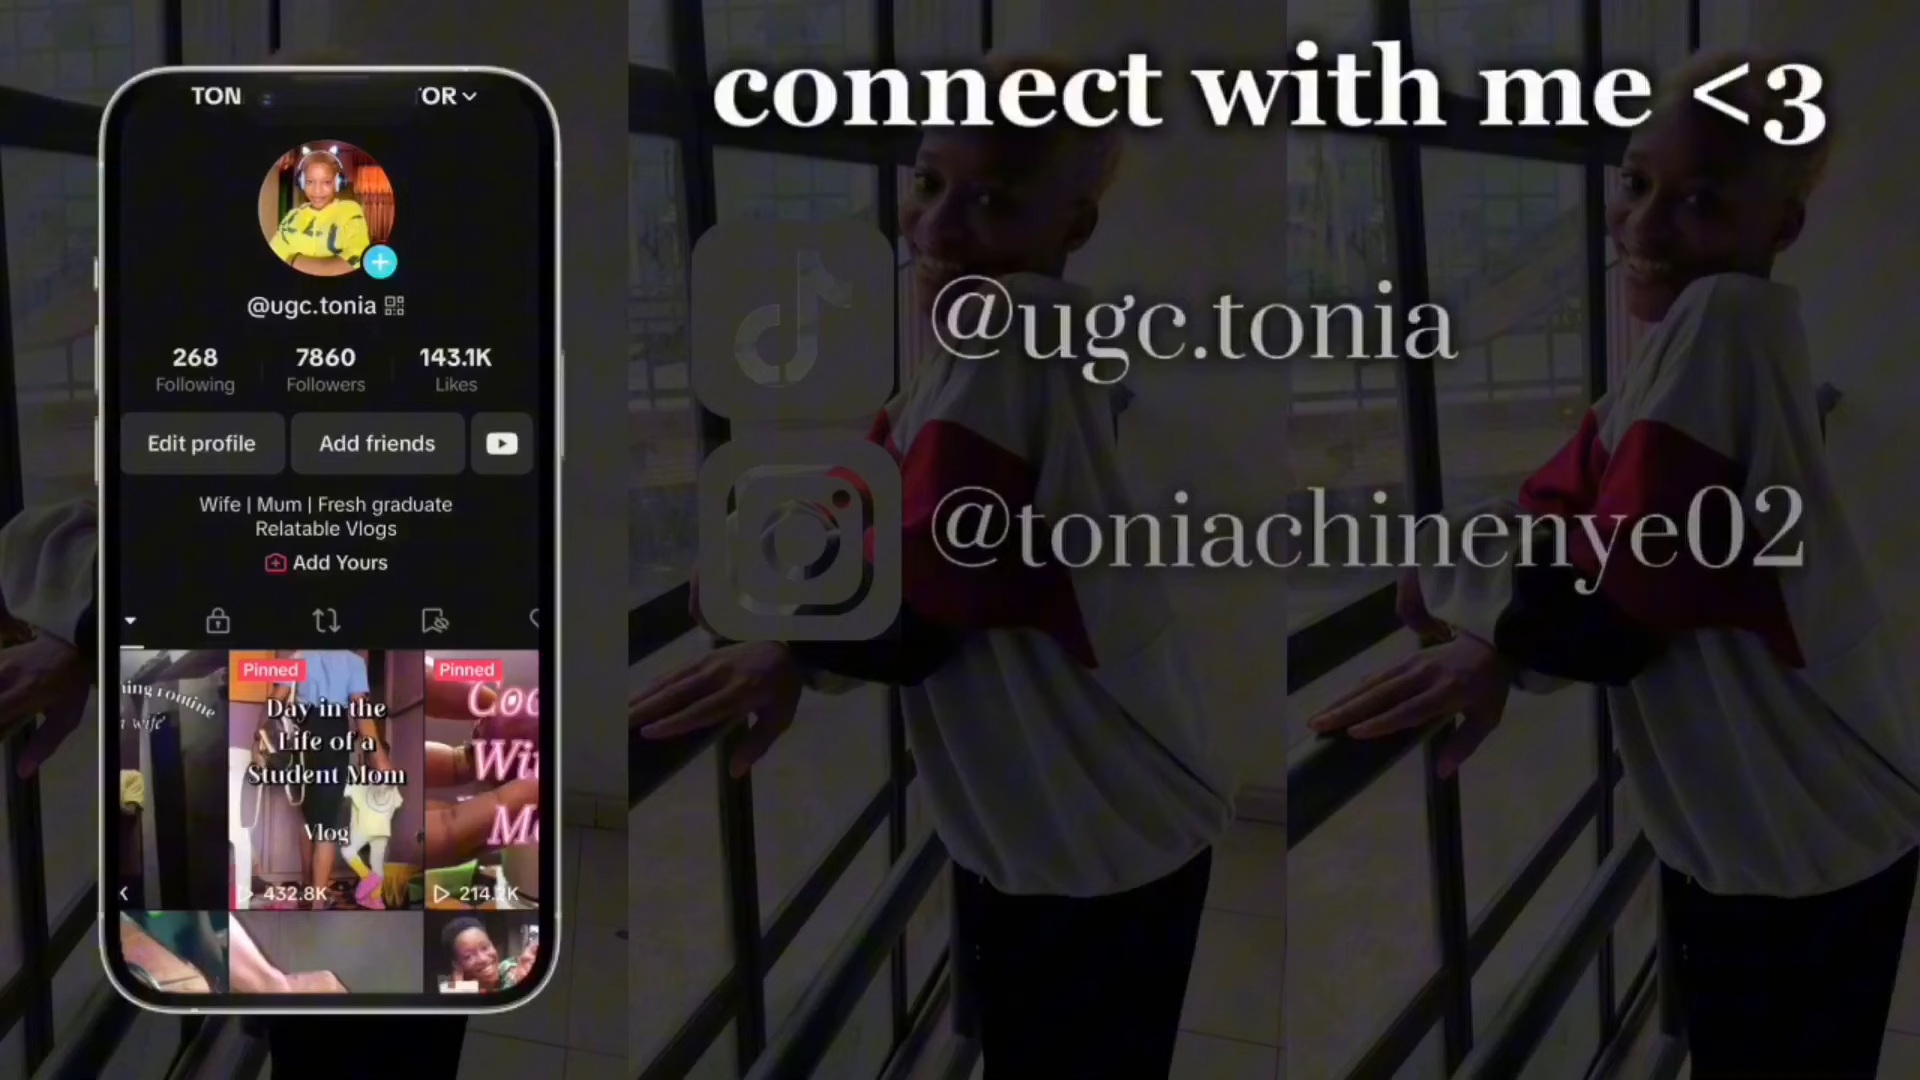 TON OR
@ugc.tonia
268 7860 143.1K
Following Followers Likes
Edit profile Add friends
Wife | Mum | Fresh graduate
Relatable Vlogs
Add Yours
Pinned Pinned
routine
wife
Day in the
Life of a
Student Mom
Vlog
432.8K
connect with me <3
@ugc.tonia
@toniachinenye02